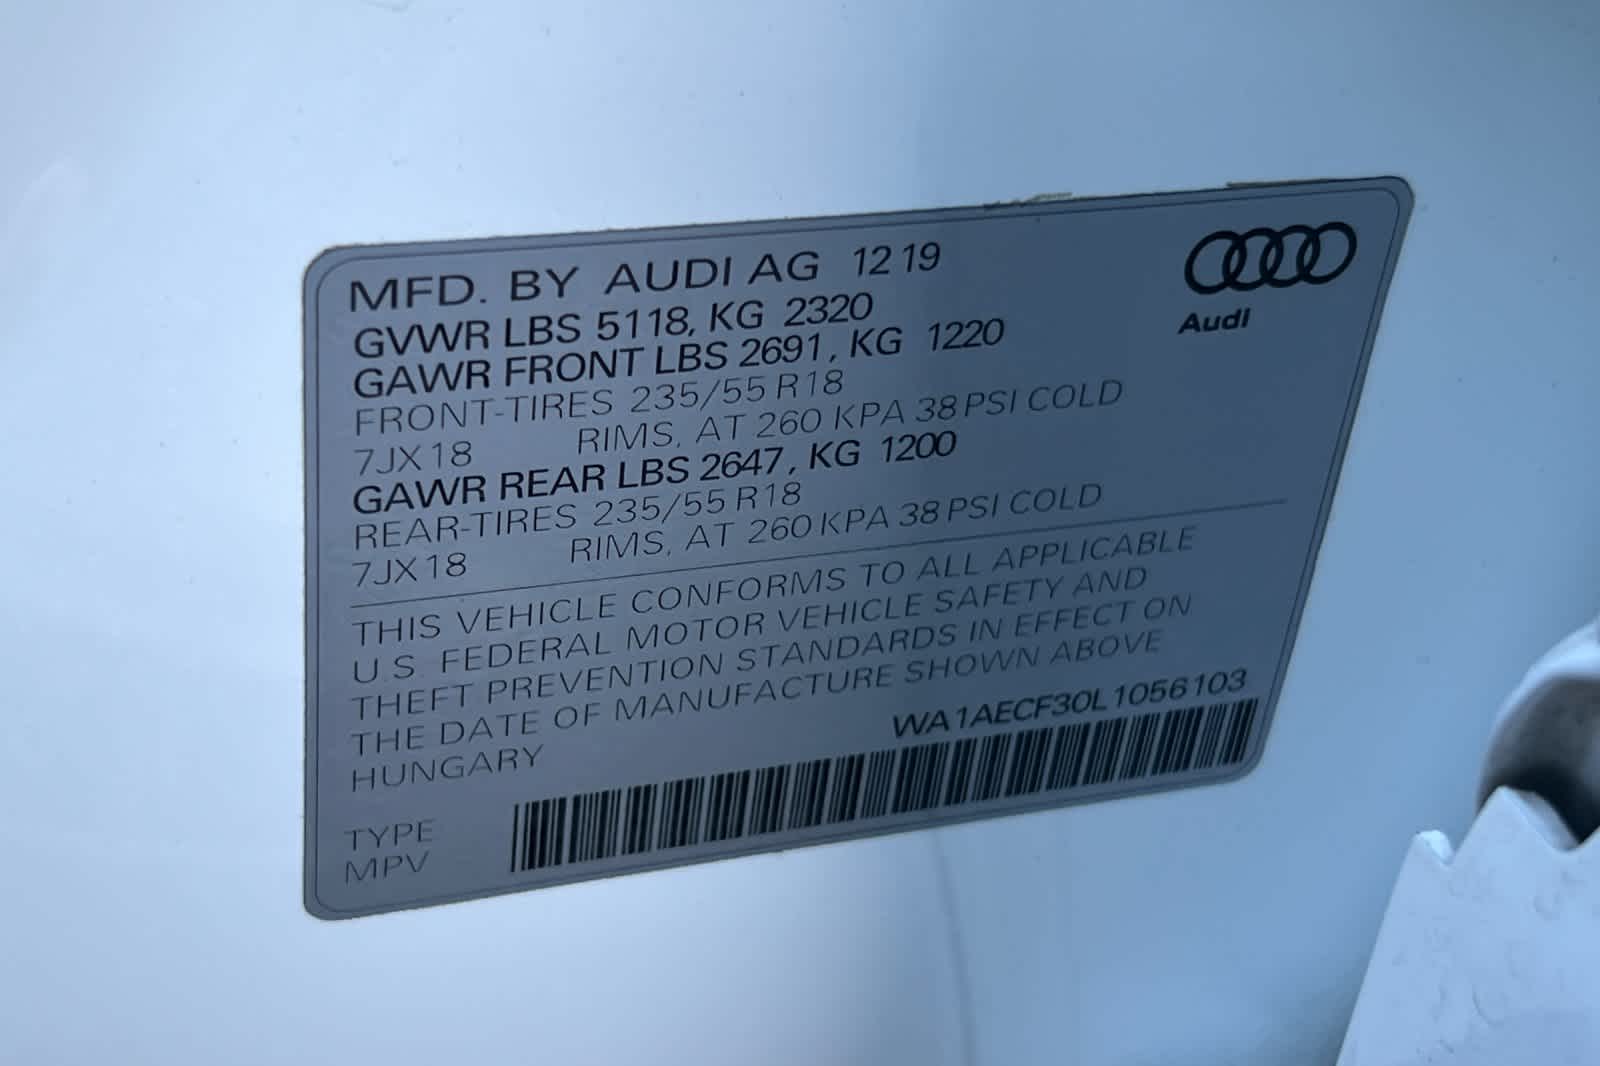 MFD. BY AUDI AG 12 19
GVWR LBS 5118, KG 2320
GAWR FRONT LBS 2691, KG 1220
FRONT-TIRES 235/55 R18
7JX18 RIMS, AT 260 KPA 38 PSI COLD
GAWR REAR LBS 2647, KG 1200
REAR-TIRES 235/55 R18
7JX18 RIMS, AT 260 KPA 38 PSI COLD
THIS VEHICLE CONFORMS TO ALL APPLICABLE
U.S. FEDERAL MOTOR VEHICLE SAFETY AND
THEFT PREVENTION STANDARDS IN EFFECT ON
THE DATE OF MANUFACTURE SHOWN ABOVE
HUNGARY
WA1AECF30L1056103
TYPE
MPV
Audi